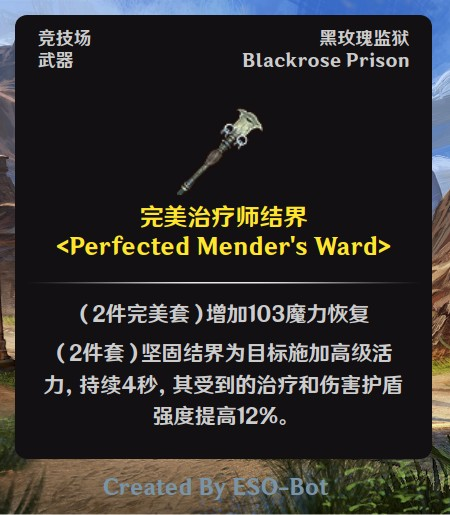 竞技场
黑玫瑰监狱
武器
Blackrose Prison
完美治疗师结界
<Perfected Mender's Ward>
（2件完美套）增加103魔力恢复
（2件套）坚固结界为目标施加高级活
力，持续4秒，其受到的治疗和伤害护盾
强度提高12%。
Created By ESO-Bot